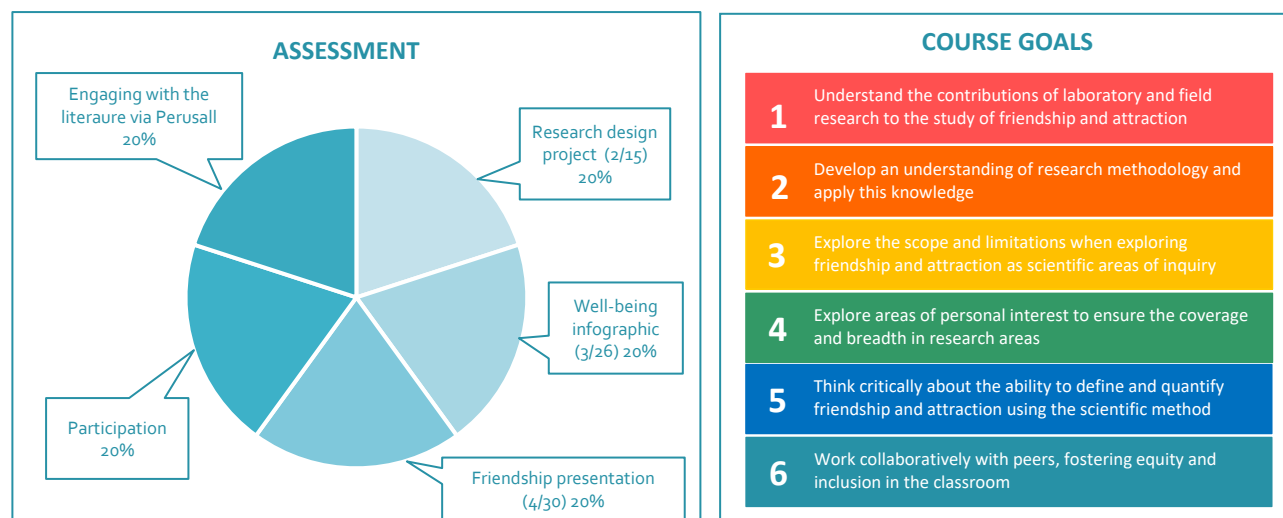 ASSESSMENT
Engaging with the
literaure via Perusall
20%
Research design
project (2/15)
20%
Well-being
infographic
(3/26) 20%
Participation
20%
Friendship presentation
(4/30) 20%
COURSE GOALS
1
Understand the contributions of laboratory and field
research to the study of friendship and attraction
2
Develop an understanding of research methodology and
apply this knowledge
3
Explore the scope and limitations when exploring
friendship and attraction as scientific areas of inquiry
4
Explore areas of personal interest to ensure the coverage
and breadth in research areas
5
Think critically about the ability to define and quantify
friendship and attraction using the scientific method
6
Work collaboratively with peers, fostering equity and
inclusion in the classroom